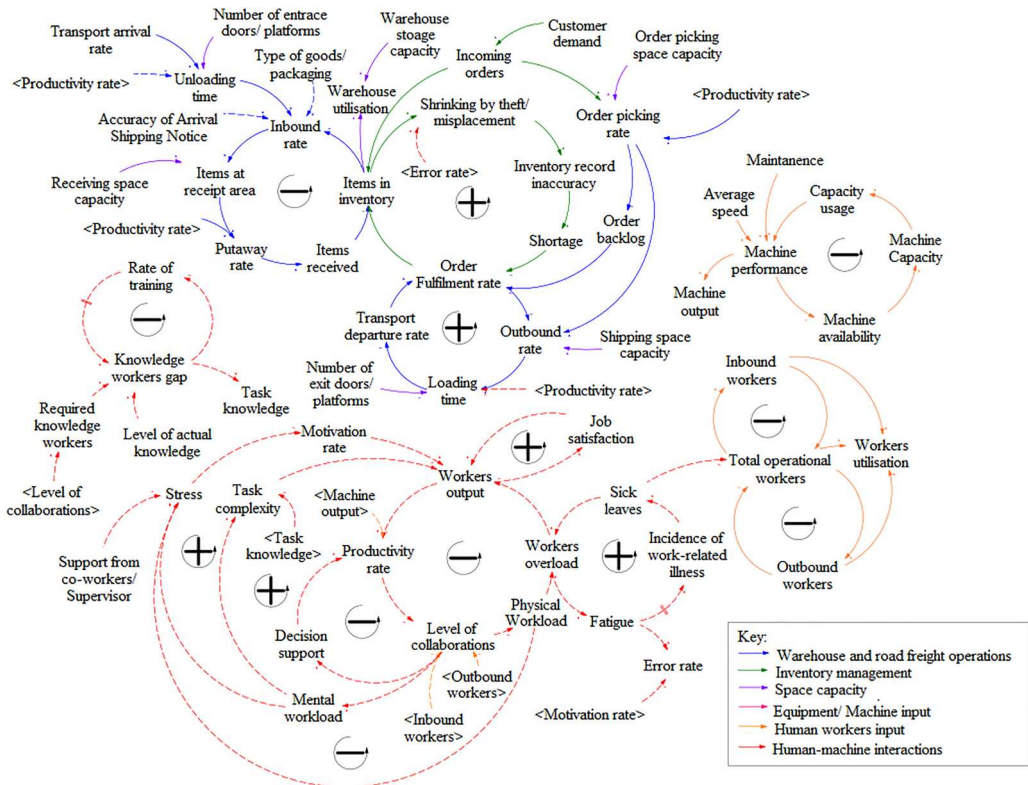 Transport arrival
rate
Number of entrace
doors/ platforms
Warehouse
stoage
capacity
Customer
demand
Order picking
space capacity
Incoming
orders
Type of goods/
packaging
<Productivity rate>
Unloading
time
Warehouse
utilisation
Shrinking by theft/
misplacement
<Productivity rate>
Order picking
rate
Accuracy of Arrival
Shipping Notice
Inbound
rate
Maintanence
Receiving space
capacity
Items at
receipt area
Items in
inventory
<Error rate>
Inventory record
inaccuracy
Average
speed
Capacity
usage
<Productivity rate>
Putaway
rate
Items
received
Shortage
Order
backlog
Machine
performance
Machine
Capacity
Rate of
training
Order
Fulfilment rate
Machine
output
Machine
availability
Transport
departure rate
Outbound
rate
Shipping space
capacity
Knowledge
workers gap
Number of
exit doors/
platforms
Loading
time
<Productivity rate>
Inbound
workers
Task
knowledge
Required
knowledge
workers
Level of actual
knowledge
Motivation
rate
Job
satisfaction
Workers
utilisation
Total operational
workers
<Level of
collaborations>
Stress
Task
complexity
<Machine
output>
Workers
output
Sick
leaves
<Task
knowledge>
Productivity
rate
Workers
overload
Incidence of
work-related
illness
Support from
co-workers/
Supervisor
Outbound
workers
Decision
support
Level of
collaborations
Physical
Workload
Fatigue
Error rate
<Outbound
workers>
Mental
workload
<Inbound
workers>
<Motivation rate>
Key:
Warehouse and road freight operations
Inventory management
Space capacity
Equipment/ Machine input
Human workers input
Human-machine interactions